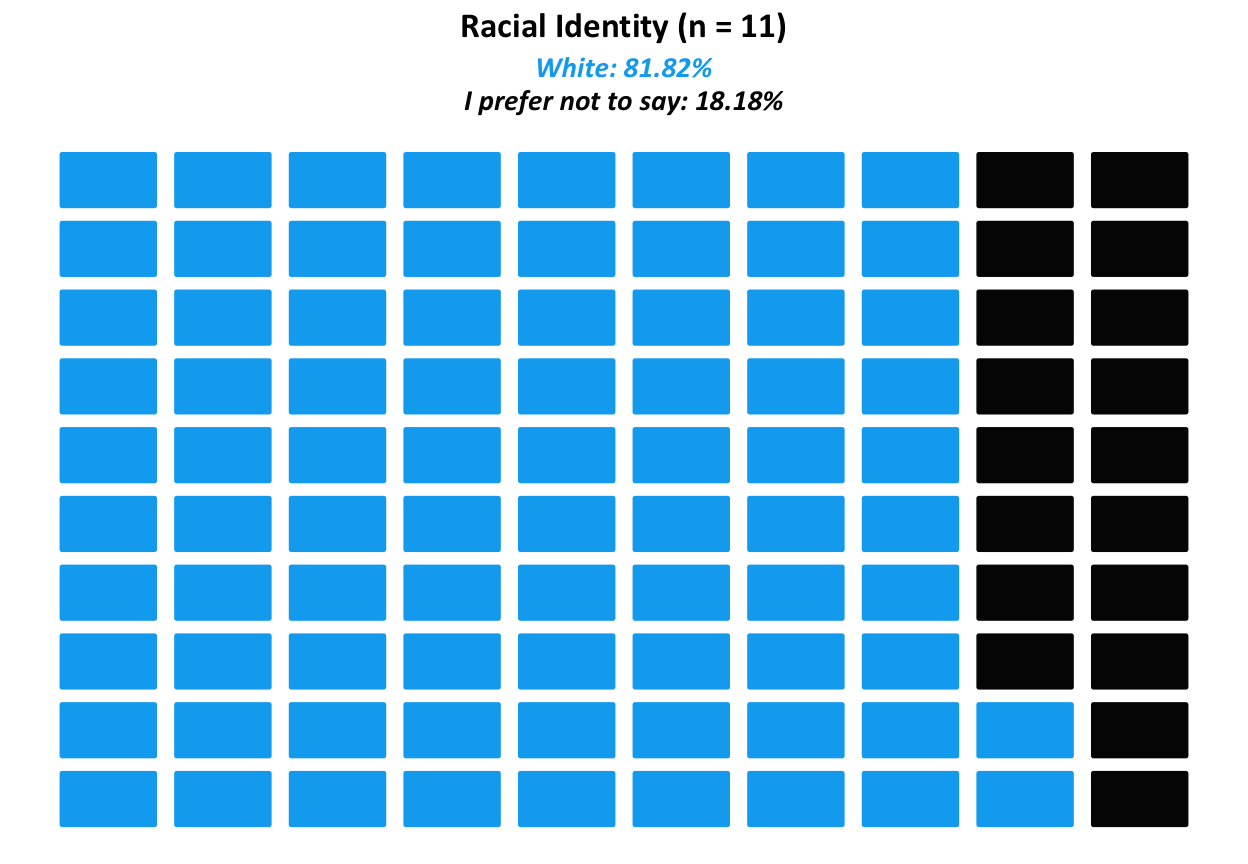 Racial Identity (n = 11)
White: 81.82%
I prefer not to say: 18.18%